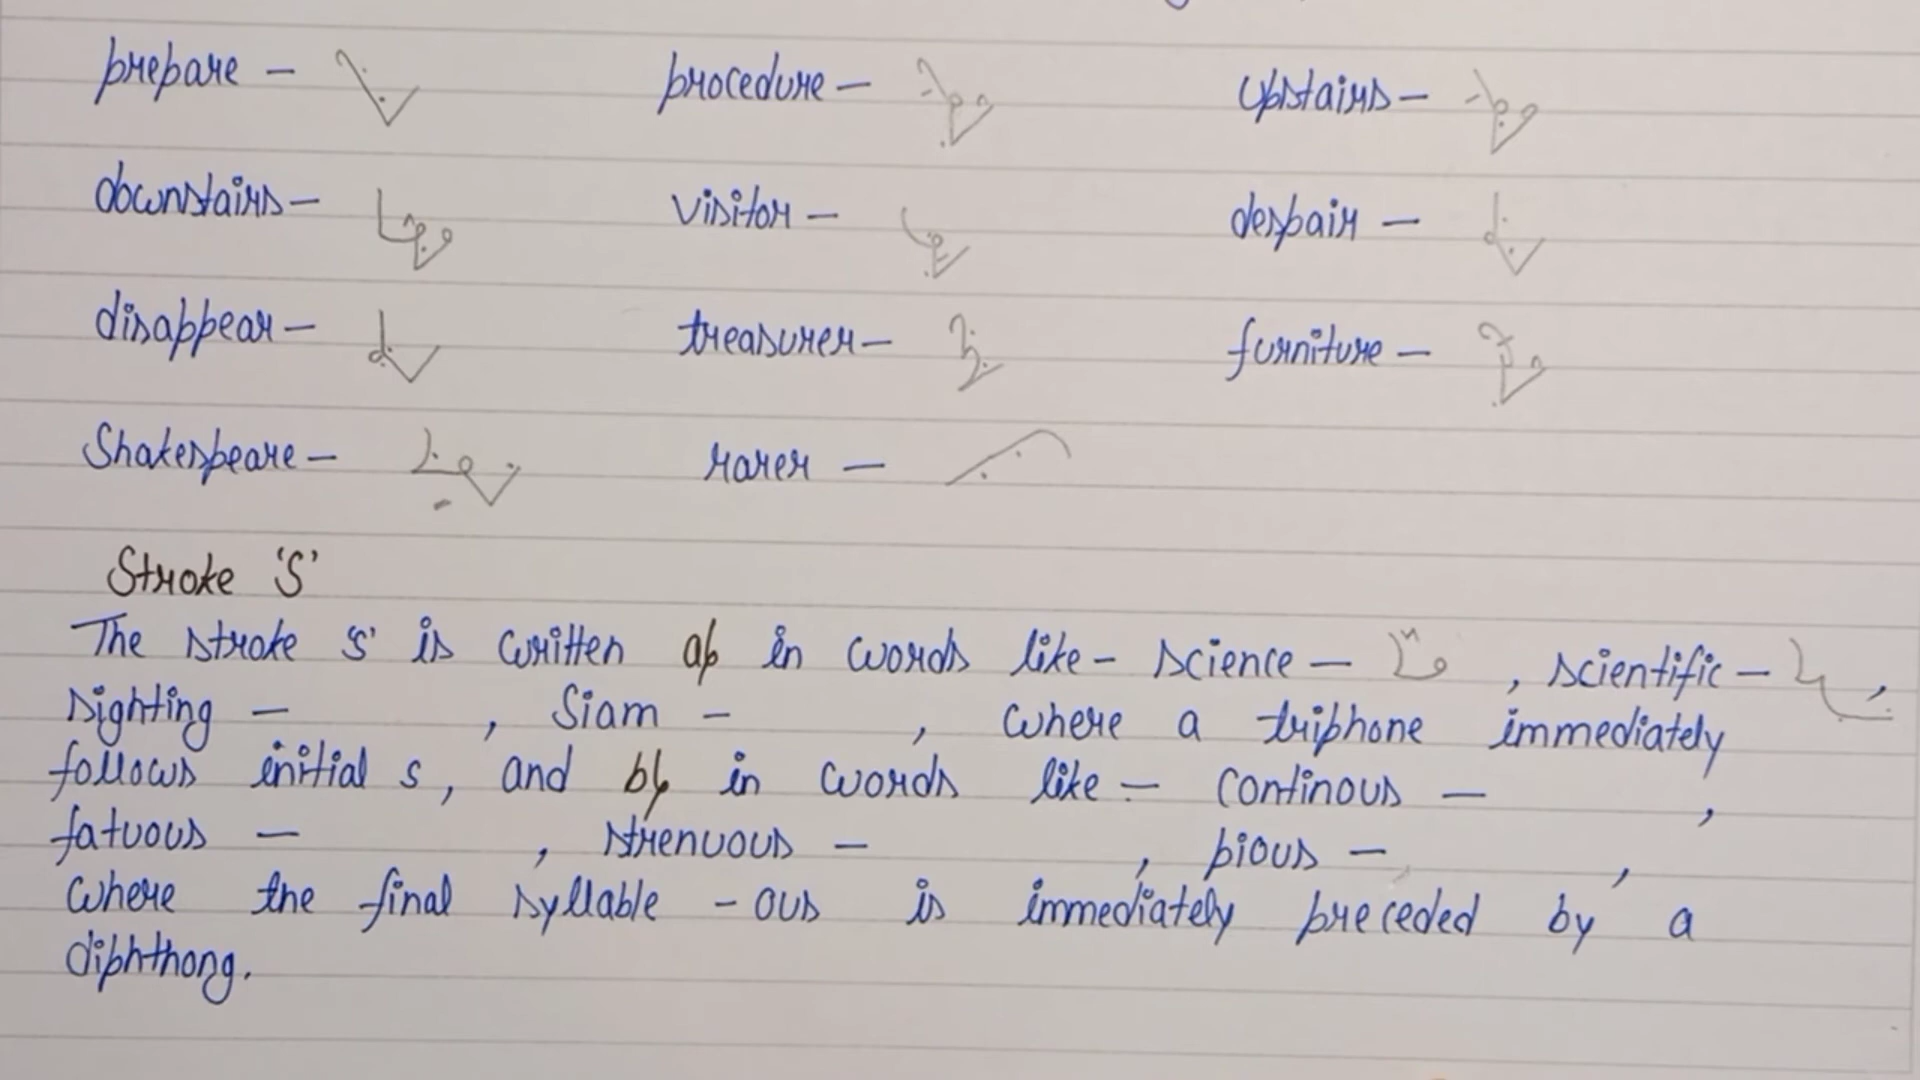 prepare – procedure – Upstairs –
downstairs – visitor – despair –
disappear – treasurer – furniture –
Shakespeare – rarer –
Stroke 'S'
The stroke 's' is written a/ in words like – science – , scientific – ,
sighting – , Siam – , where a triphone immediately
follows initial s, and b/ in words like – continous – ,
fatuous – , strenuous – , pious – ,
where the final syllable – ous is immediately preceded by a
diphthong.